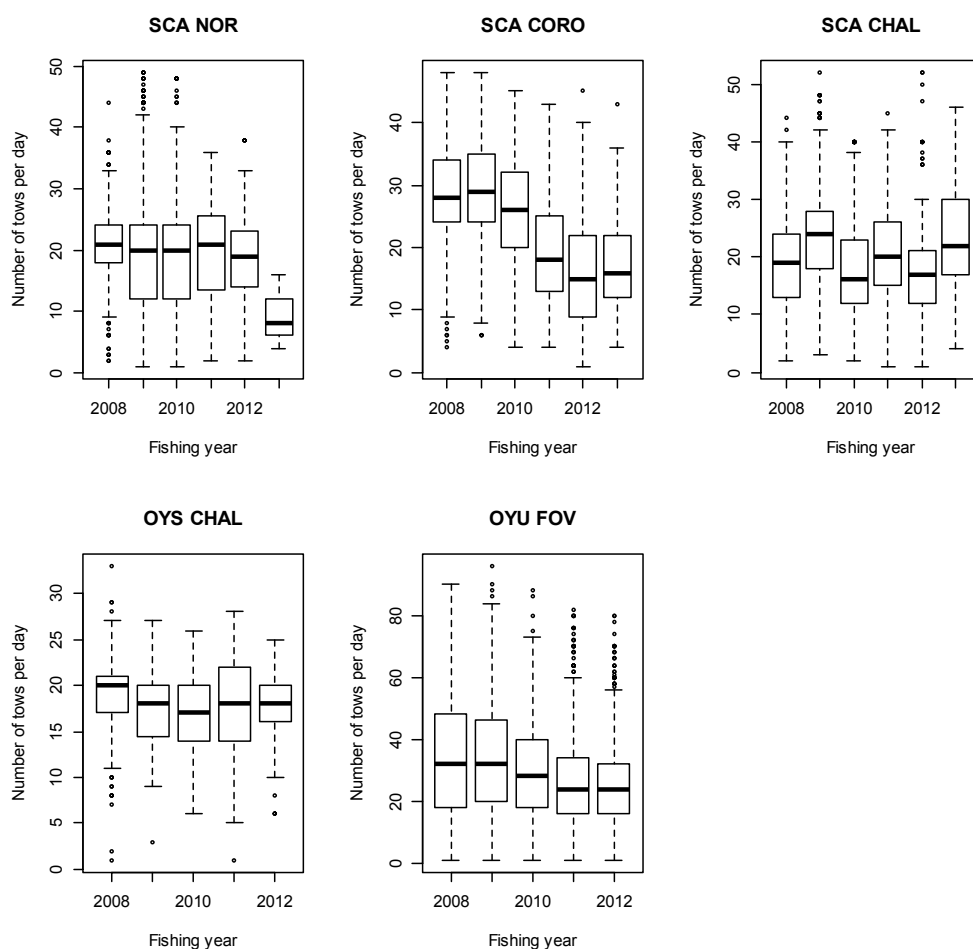 SCA NOR
Number of tows per day
0 10 20 30 40 50
2008 2010 2012
Fishing year
SCA CORO
Number of tows per day
0 10 20 30 40
2008 2010 2012
Fishing year
SCA CHAL
Number of tows per day
0 10 20 30 40 50
2008 2010 2012
Fishing year
OYS CHAL
Number of tows per day
0 5 10 15 20 25 30
2008 2010 2012
Fishing year
OYU FOV
Number of tows per day
0 20 40 60 80
2008 2010 2012
Fishing year